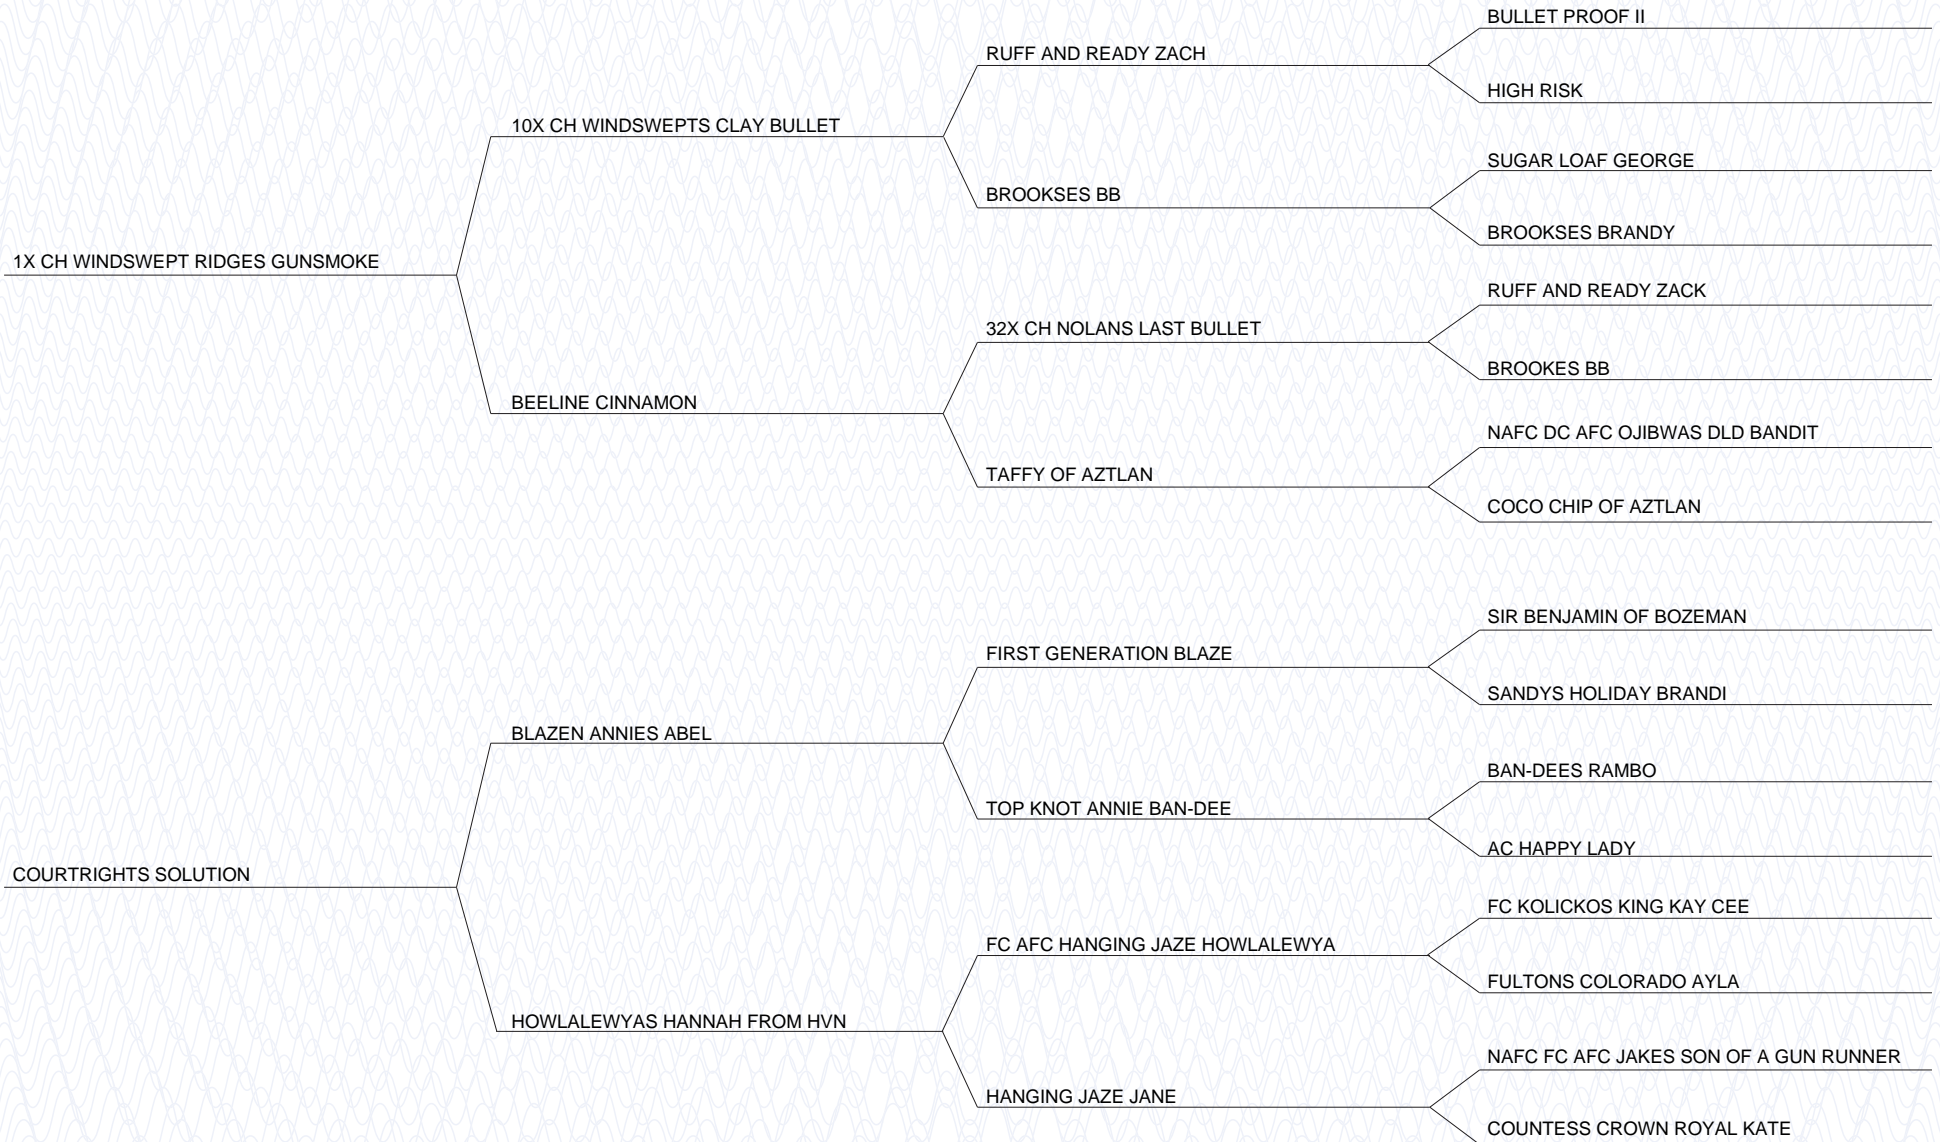 BULLET PROOF II
RUFF AND READY ZACH
HIGH RISK
10X CH WINDSWEPTS CLAY BULLET
SUGAR LOAF GEORGE
BROOKSES BB
BROOKSES BRANDY
1X CH WINDSWEPT RIDGES GUNSMOKE
RUFF AND READY ZACK
32X CH NOLANS LAST BULLET
BROOKES BB
BEELINE CINNAMON
NAFC DC AFC OJIBWAS DLD BANDIT
TAFFY OF AZTLAN
COCO CHIP OF AZTLAN
SIR BENJAMIN OF BOZEMAN
FIRST GENERATION BLAZE
SANDYS HOLIDAY BRANDI
BLAZEN ANNIES ABEL
BAN-DEES RAMBO
TOP KNOT ANNIE BAN-DEE
AC HAPPY LADY
COURTRIGHTS SOLUTION
FC KOLICKOS KING KAY CEE
FC AFC HANGING JAZE HOWLALEWYA
FULTONS COLORADO AYLA
HOWLALEWYAS HANNAH FROM HVN
NAFC FC AFC JAKES SON OF A GUN RUNNER
HANGING JAZE JANE
COUNTESS CROWN ROYAL KATE